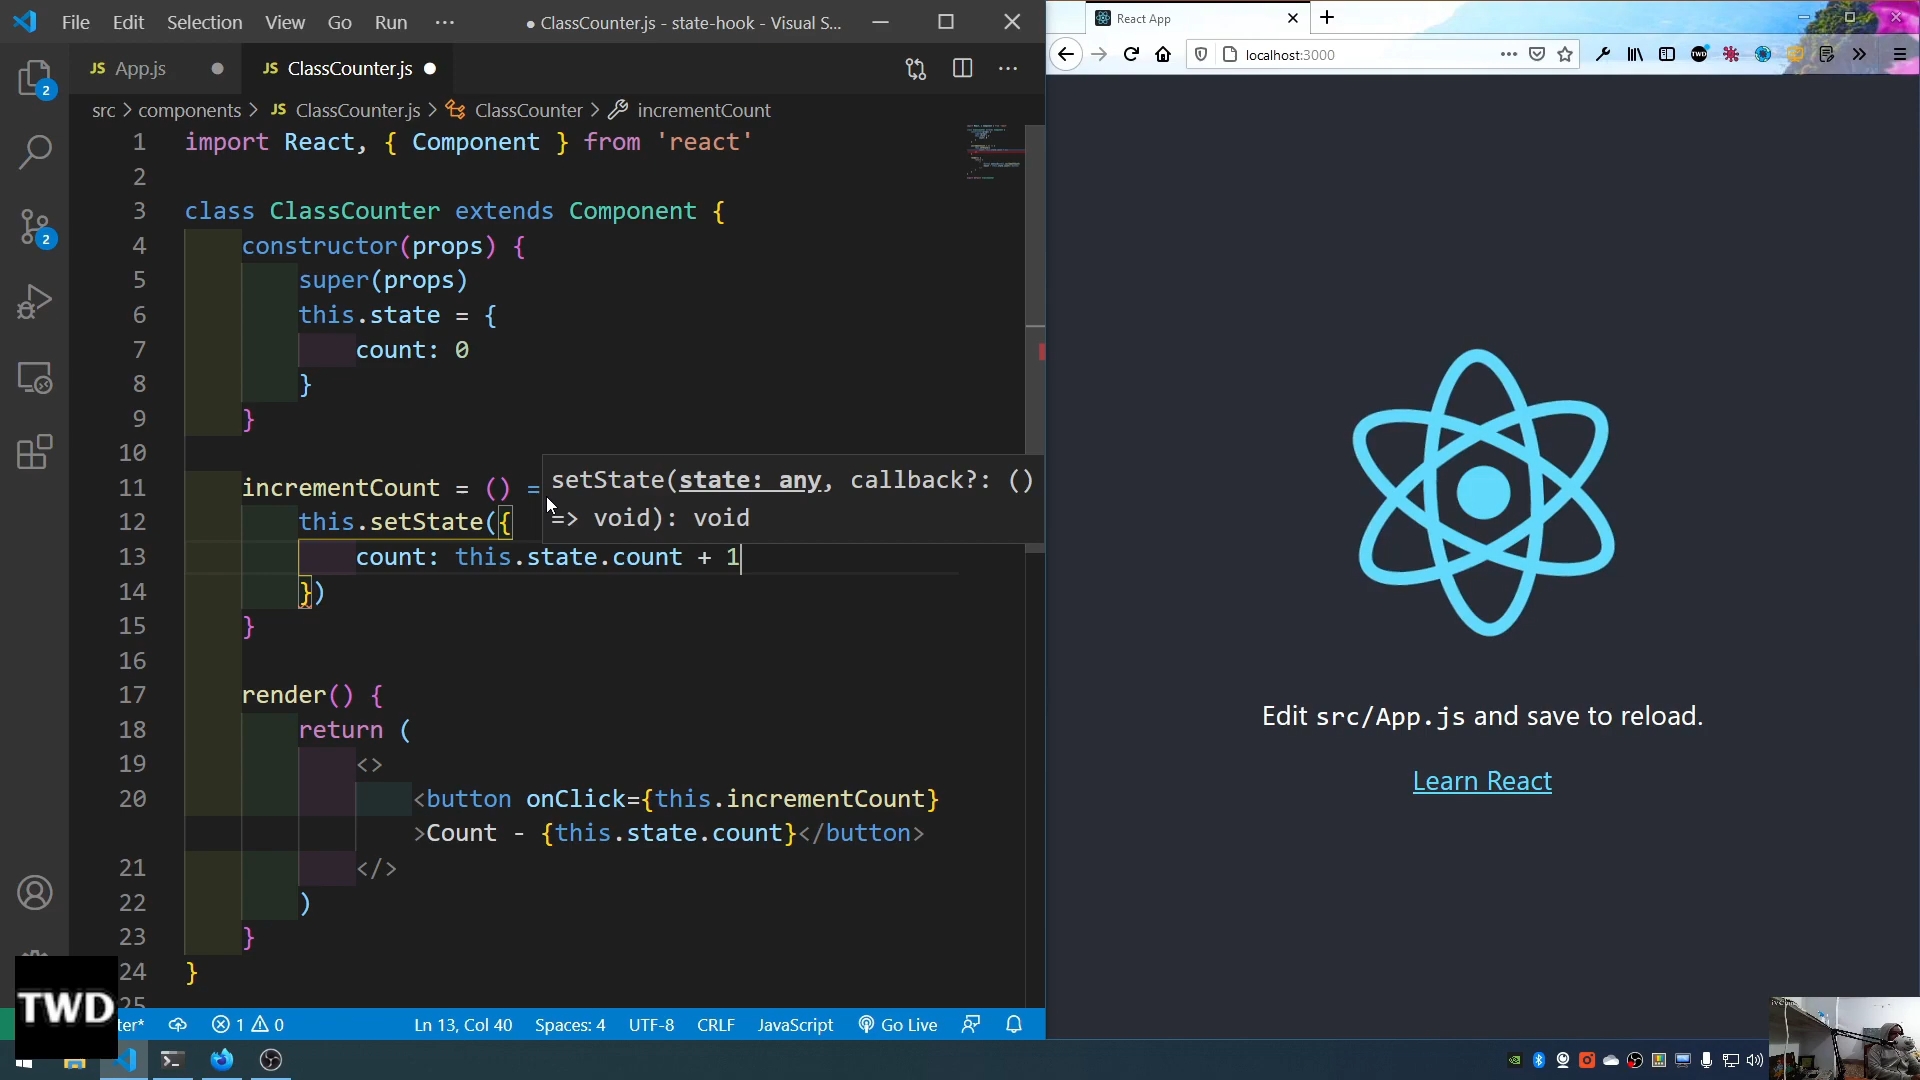 File Edit Selection View Go Run ··· ● ClassCounter.js - state-hook - Visual S...
JS App.js ● JS ClassCounter.js ●
src > components > JS ClassCounter.js > ClassCounter > incrementCount
1 import React, { Component } from 'react'
2
3 class ClassCounter extends Component {
4 constructor(props) {
5 super(props)
6 this.state = {
7 count: 0
8 }
9 }
10
11 incrementCount = () =
setState(state: any, callback?: ()
=> void): void
12 this.setState({
13 count: this.state.count + 1
14 })
15 }
16
17 render() {
18 return (
19 <>
20 <button onClick={this.incrementCount}
>Count - {this.state.count}</button>
21 </>
22 )
23 }
24 }
25
2
2
TWD
ter* 1 0 Ln 13, Col 40 Spaces: 4 UTF-8 CRLF JavaScript Go Live
React App
localhost:3000
TWD
Edit src/App.js and save to reload.
Learn React